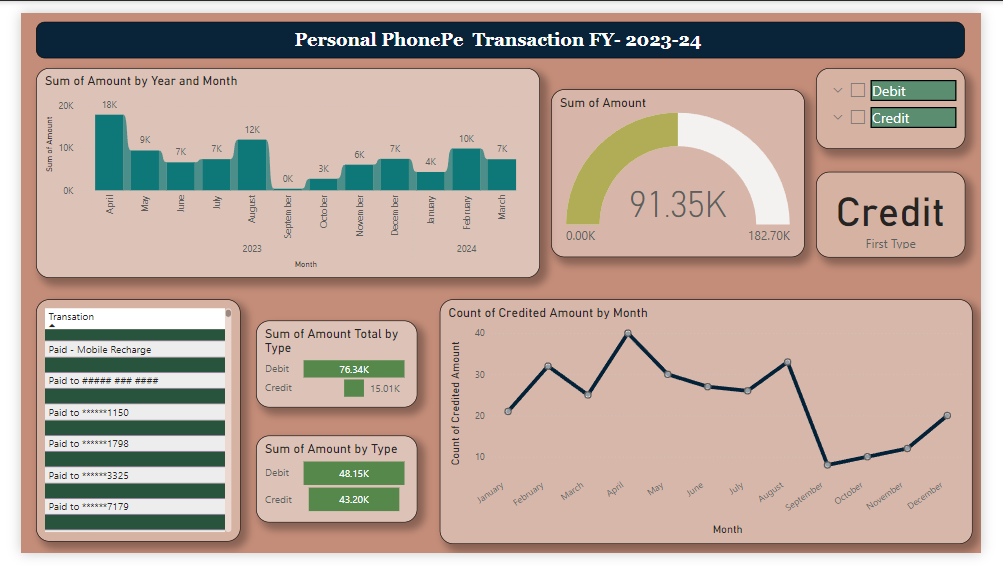 Personal PhonePe Transaction FY- 2023-24
Sum of Amount by Year and Month
Sum of Amount
20K
10K
0K
18K
9K
7K
7K
12K
0K
3K
6K
7K
4K
10K
7K
April
May
June
July
August
September
October
November
December
January
February
March
2023
2024
Month
Sum of Amount
91.35K
0.00K
182.70K
Debit
Credit
Credit
First Type
Transation
Paid - Mobile Recharge
Paid to ##### ### ####
Paid to ******1150
Paid to ******1798
Paid to ******3325
Paid to ******7179
Sum of Amount Total by
Type
Debit
76.34K
Credit
15.01K
Sum of Amount by Type
Debit
48.15K
Credit
43.20K
Count of Credited Amount by Month
Count of Credited Amount
40
30
20
10
January
February
March
April
May
June
July
August
September
October
November
December
Month